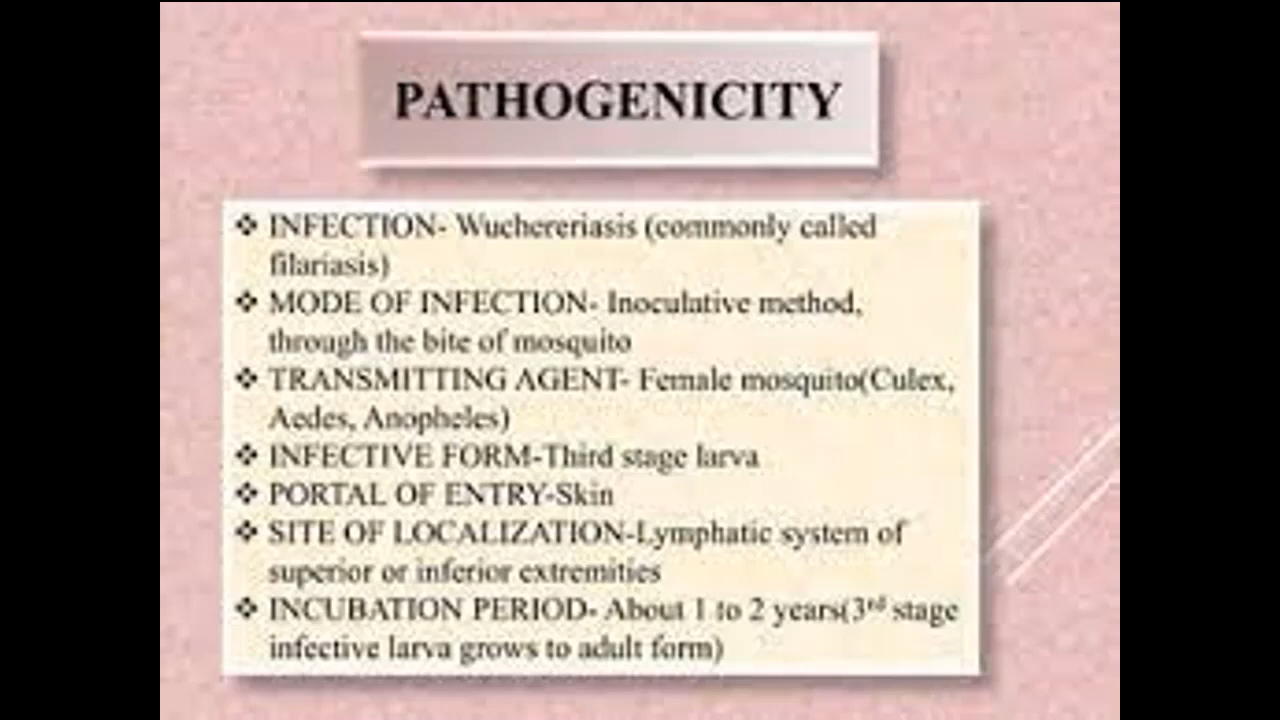 PATHOGENICITY
❖ INFECTION- Wuchereriasis (commonly called
filariasis)
❖ MODE OF INFECTION- Inoculative method,
through the bite of mosquito
❖ TRANSMITTING AGENT- Female mosquito(Culex,
Aedes, Anopheles)
❖ INFECTIVE FORM-Third stage larva
❖ PORTAL OF ENTRY-Skin
❖ SITE OF LOCALIZATION-Lymphatic system of
superior or inferior extremities
❖ INCUBATION PERIOD- About 1 to 2 years(3rd stage
infective larva grows to adult form)